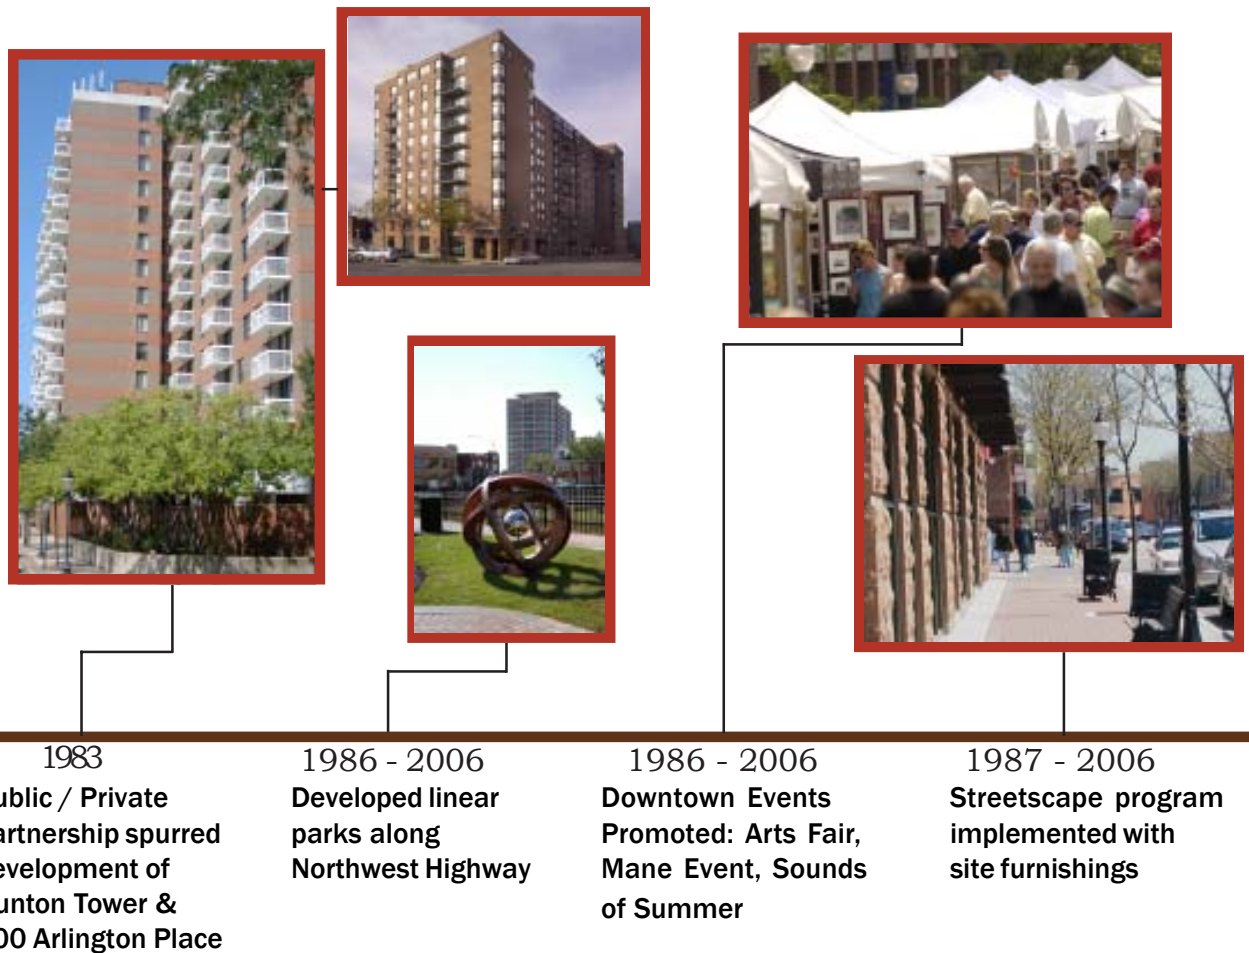 1983
ublic / Private
artnership spurred
evelopment of
unton Tower &
00 Arlington Place
1986 - 2006
Developed linear
parks along
Northwest Highway
1986 - 2006
Downtown Events
Promoted: Arts Fair,
Mane Event, Sounds
of Summer
1987 - 2006
Streetscape program
implemented with
site furnishings